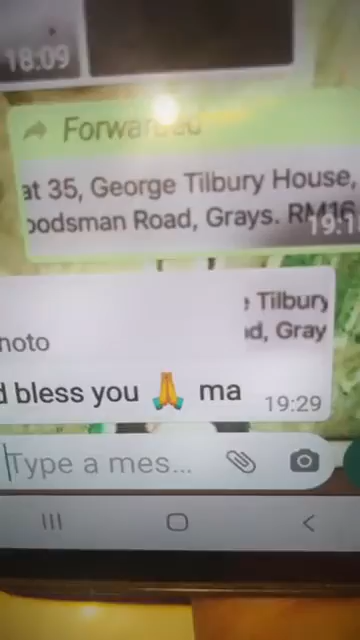 18:09
Forwarded
at 35, George Tilbury House,
oodsman Road, Grays. RM16
19:1
Tilbury
d, Gray
hoto
d bless you 🙏 ma
19:29
Type a mes...